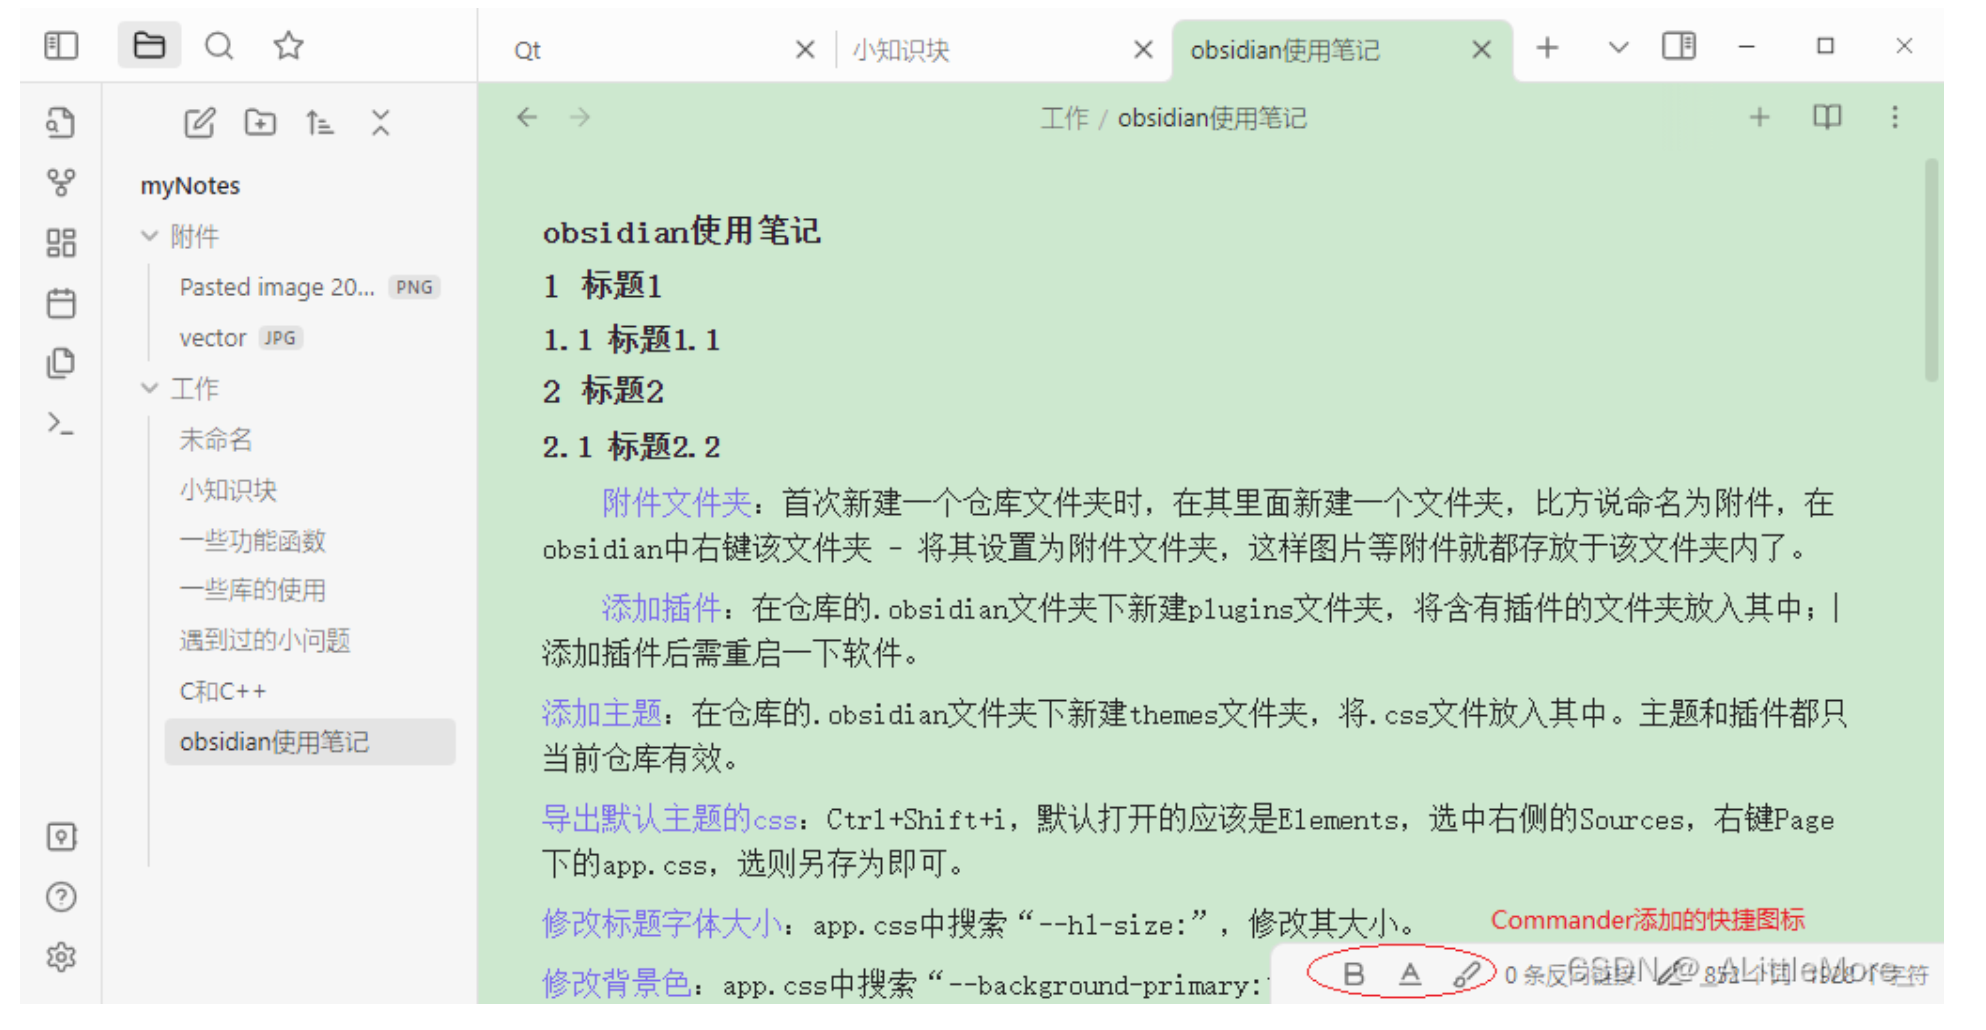 Qt
小知识块
obsidian使用笔记
工作 / obsidian使用笔记
myNotes
附件
Pasted image 20... PNG
vector JPG
工作
未命名
小知识块
一些功能函数
一些库的使用
遇到过的小问题
C和C++
obsidian使用笔记
obsidian使用笔记
1 标题1
1.1 标题1.1
2 标题2
2.1 标题2.2
附件文件夹：首次新建一个仓库文件夹时，在其里面新建一个文件夹，比方说命名为附件，在
obsidian中右键该文件夹 - 将其设置为附件文件夹，这样图片等附件就都存放于该文件夹内了。
添加插件：在仓库的.obsidian文件夹下新建plugins文件夹，将含有插件的文件夹放入其中；
添加插件后需重启一下软件。
添加主题：在仓库的.obsidian文件夹下新建themes文件夹，将.css文件放入其中。主题和插件都只
当前仓库有效。
导出默认主题的css：Ctrl+Shift+i，默认打开的应该是Elements，选中右侧的Sources，右键Page
下的app.css，选则另存为即可。
修改标题字体大小：app.css中搜索“--h1-size:”，修改其大小。
Commander添加的快捷图标
修改背景色：app.css中搜索“--background-primary:
B A
0 条反向链接 852 个词 1928 个字符
CSDN @_ALittleMore_